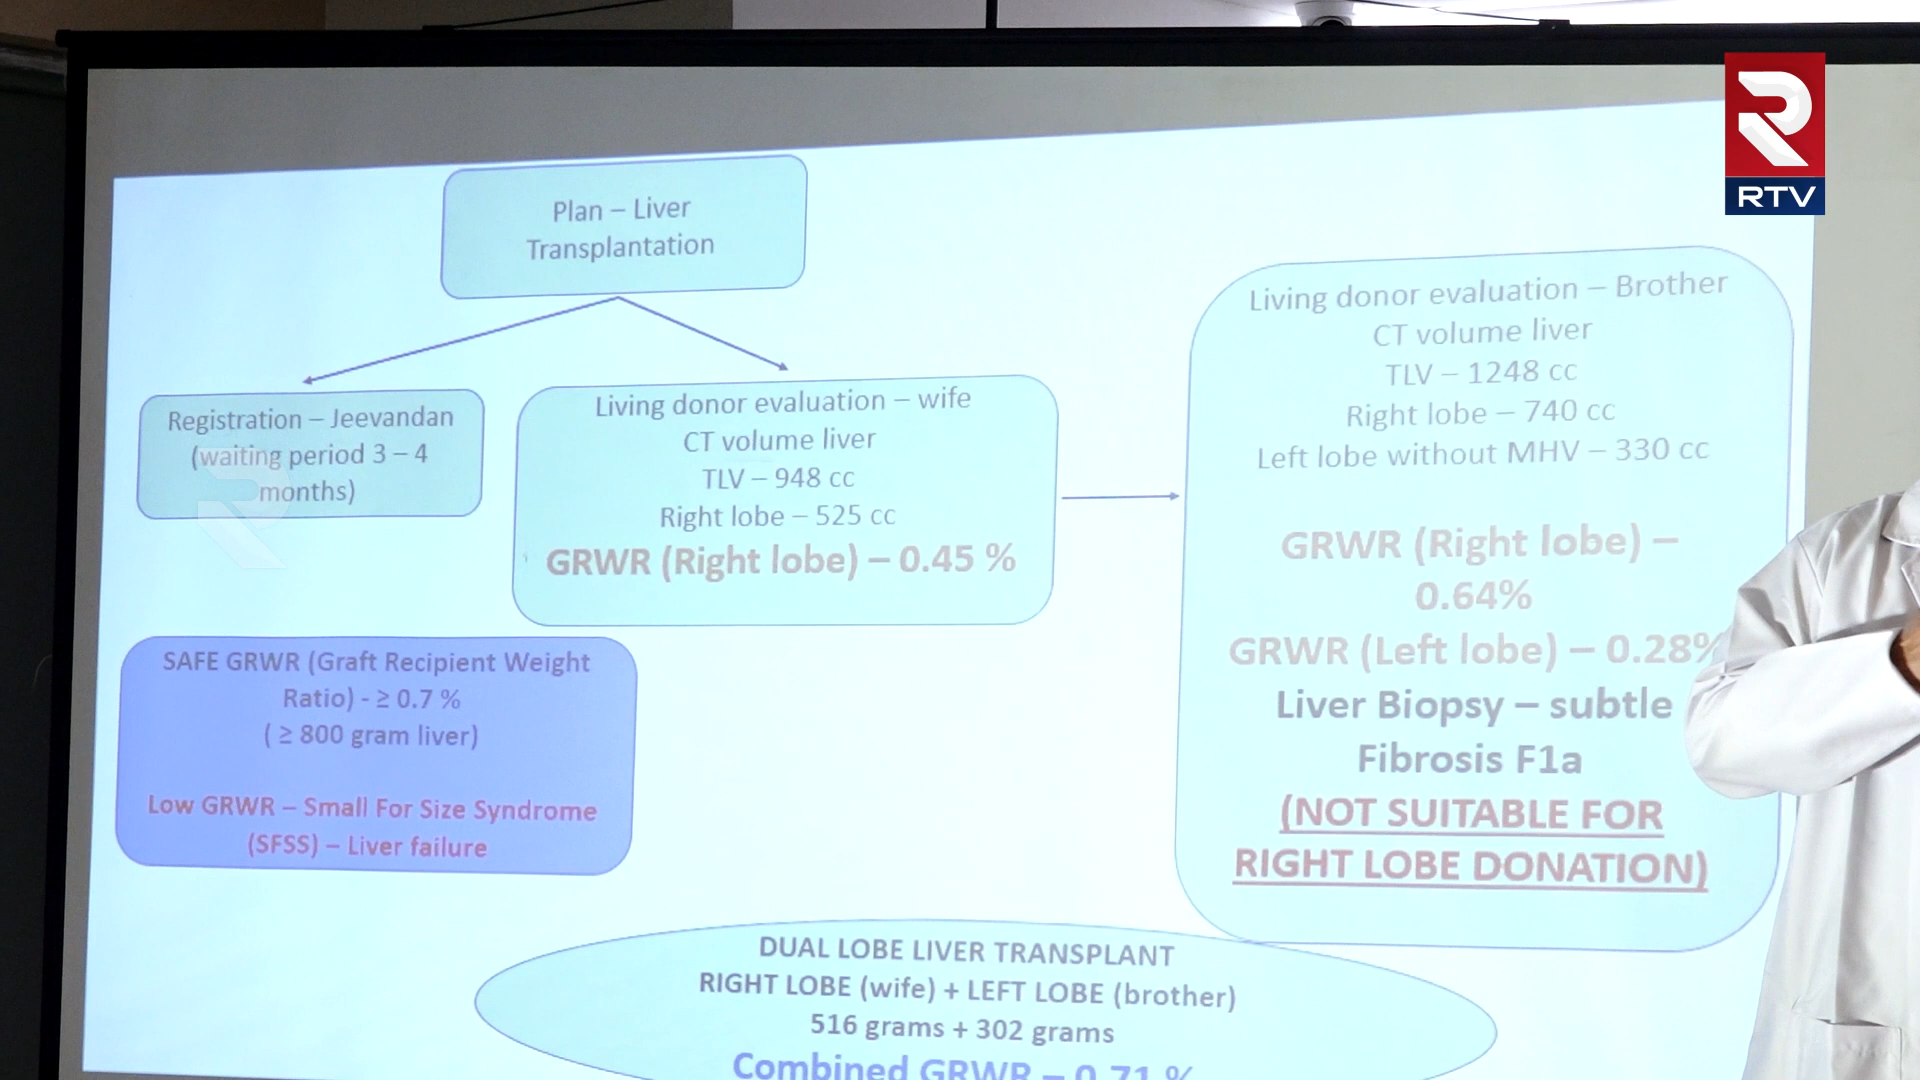 RTV
Plan – Liver
Transplantation
Registration – Jeevandan
(waiting period 3 – 4
months)
Living donor evaluation – wife
CT volume liver
TLV – 948 cc
Right lobe – 525 cc
GRWR (Right lobe) – 0.45 %
Living donor evaluation – Brother
CT volume liver
TLV – 1248 cc
Right lobe – 740 cc
Left lobe without MHV – 330 cc
GRWR (Right lobe) –
0.64%
GRWR (Left lobe) – 0.28%
Liver Biopsy – subtle
Fibrosis F1a
(NOT SUITABLE FOR
RIGHT LOBE DONATION)
SAFE GRWR (Graft Recipient Weight
Ratio) - ≥ 0.7 %
( ≥ 800 gram liver)
Low GRWR – Small For Size Syndrome
(SFSS) – Liver failure
DUAL LOBE LIVER TRANSPLANT
RIGHT LOBE (wife) + LEFT LOBE (brother)
516 grams + 302 grams
Combined GRWR – 0.71 %